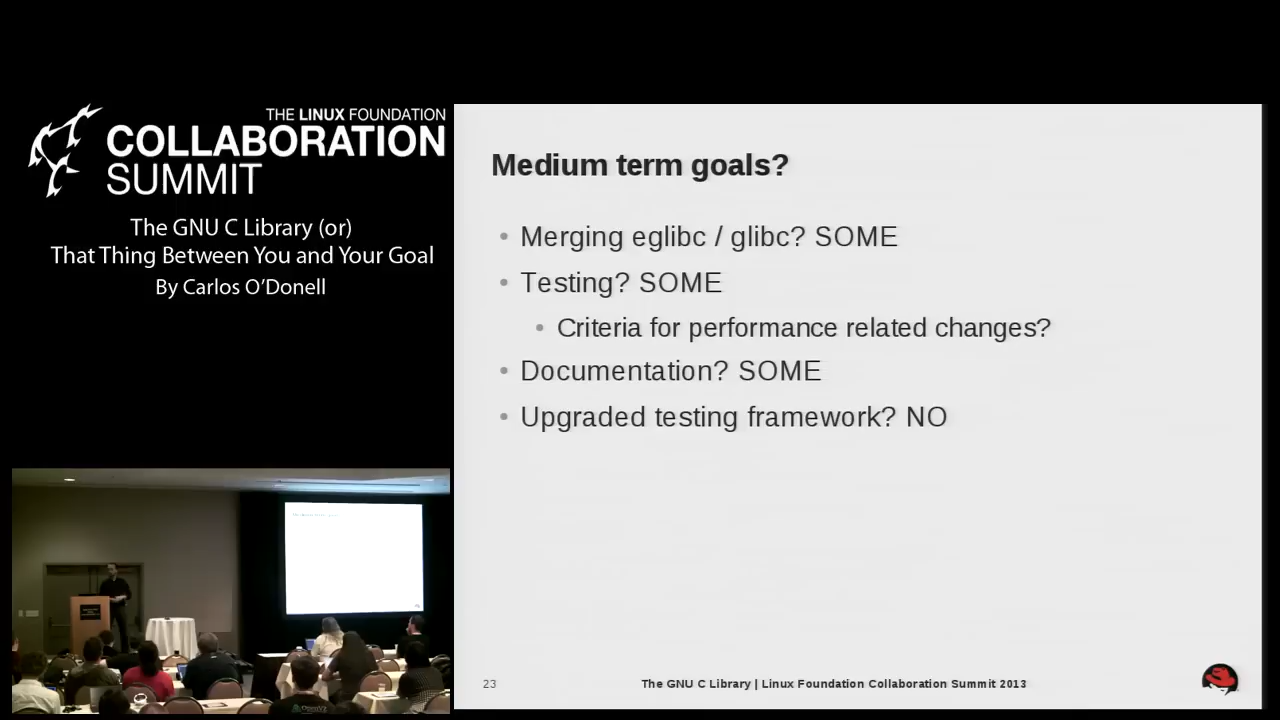 THE LINUX FOUNDATION
COLLABORATION
SUMMIT
The GNU C Library (or)
That Thing Between You and Your Goal
By Carlos O'Donell
Medium term goals?
• Merging eglibc / glibc? SOME
• Testing? SOME
• Criteria for performance related changes?
• Documentation? SOME
• Upgraded testing framework? NO
23
The GNU C Library | Linux Foundation Collaboration Summit 2013